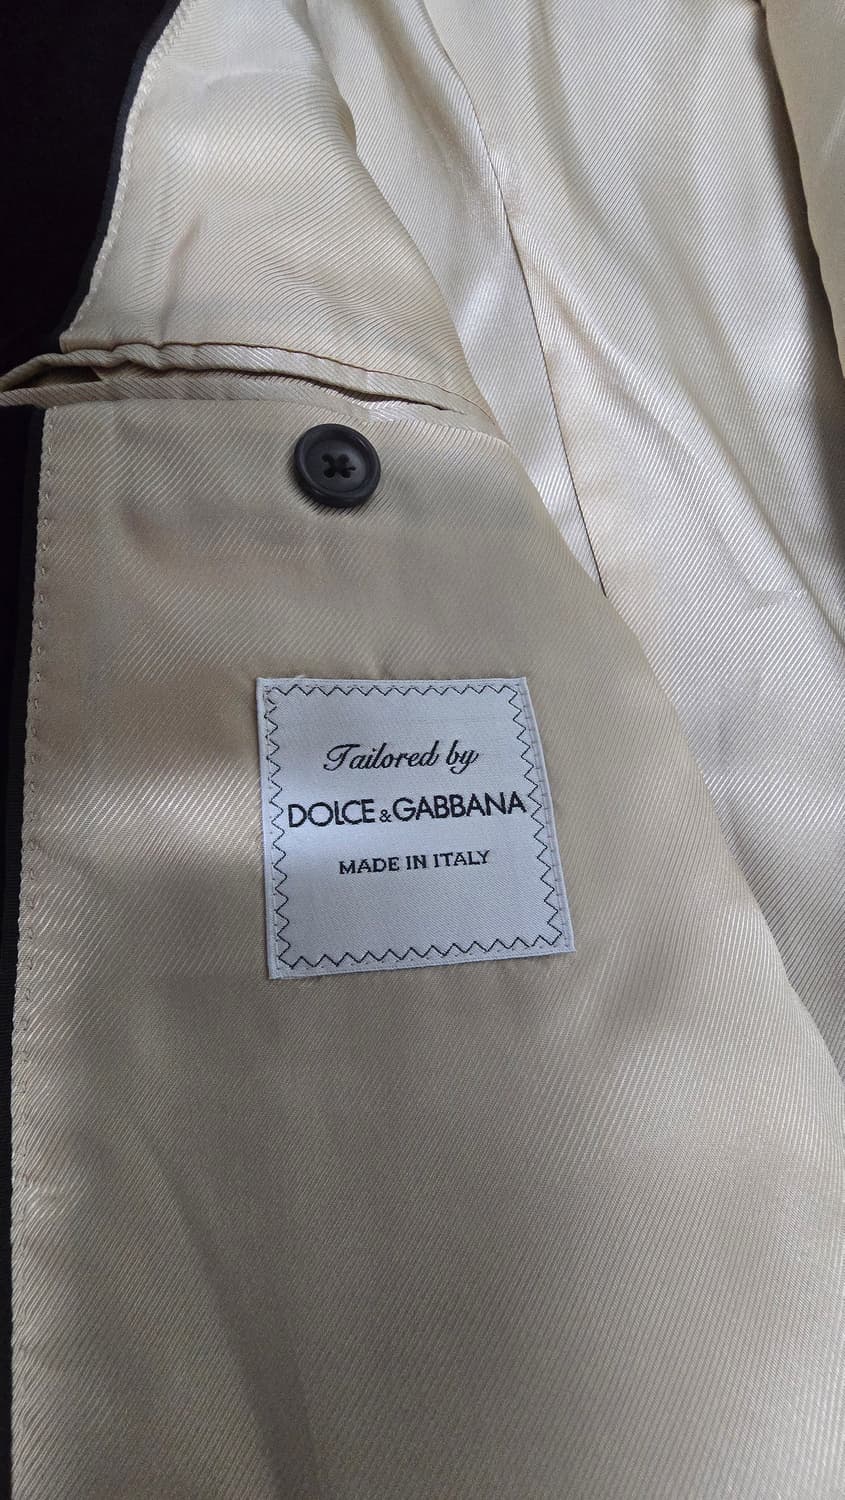 Tailored by
DOLCE & GABBANA
MADE IN ITALY